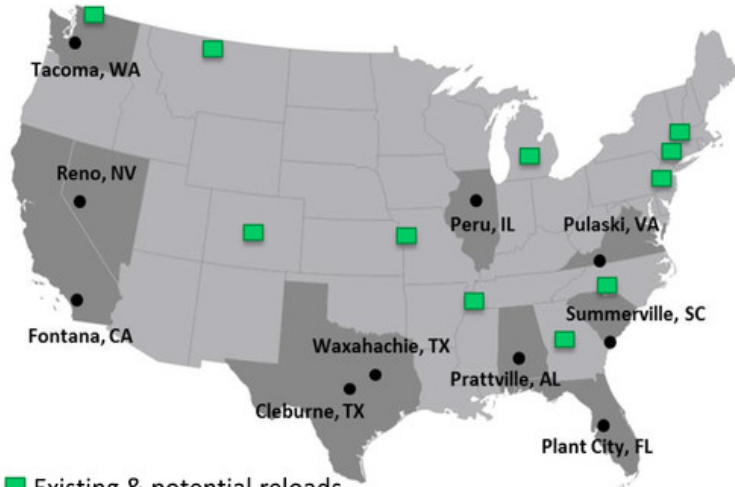 Tacoma, WA
Reno, NV
Peru, IL
Pulaski, VA
Fontana, CA
Summerville, SC
Waxahachie, TX
Prattville, AL
Cleburne, TX
Plant City, FL
Existing & potential reloads